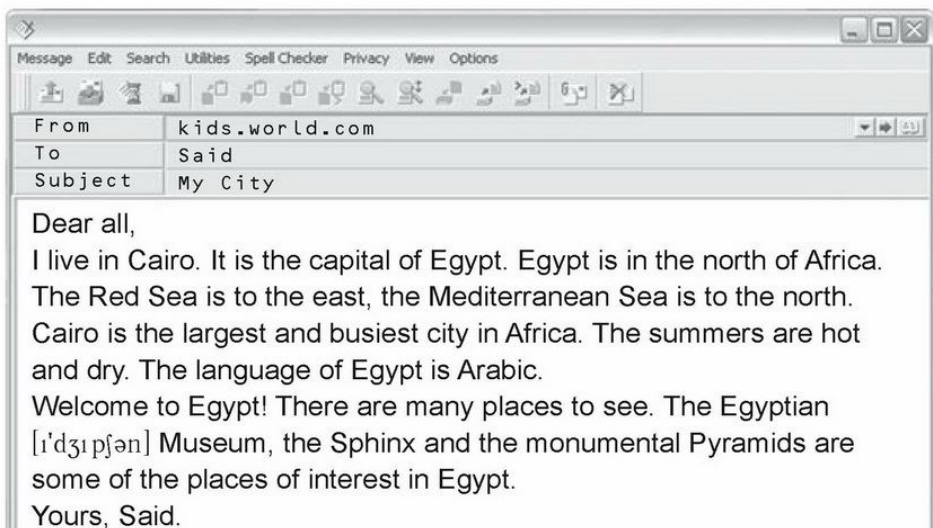 Message Edit Search Utilities Spell Checker Privacy View Options
From kids.world.com
To Said
Subject My City
Dear all,
I live in Cairo. It is the capital of Egypt. Egypt is in the north of Africa.
The Red Sea is to the east, the Mediterranean Sea is to the north.
Cairo is the largest and busiest city in Africa. The summers are hot
and dry. The language of Egypt is Arabic.
Welcome to Egypt! There are many places to see. The Egyptian
[ɪ'dʒɪpʃən] Museum, the Sphinx and the monumental Pyramids are
some of the places of interest in Egypt.
Yours, Said.